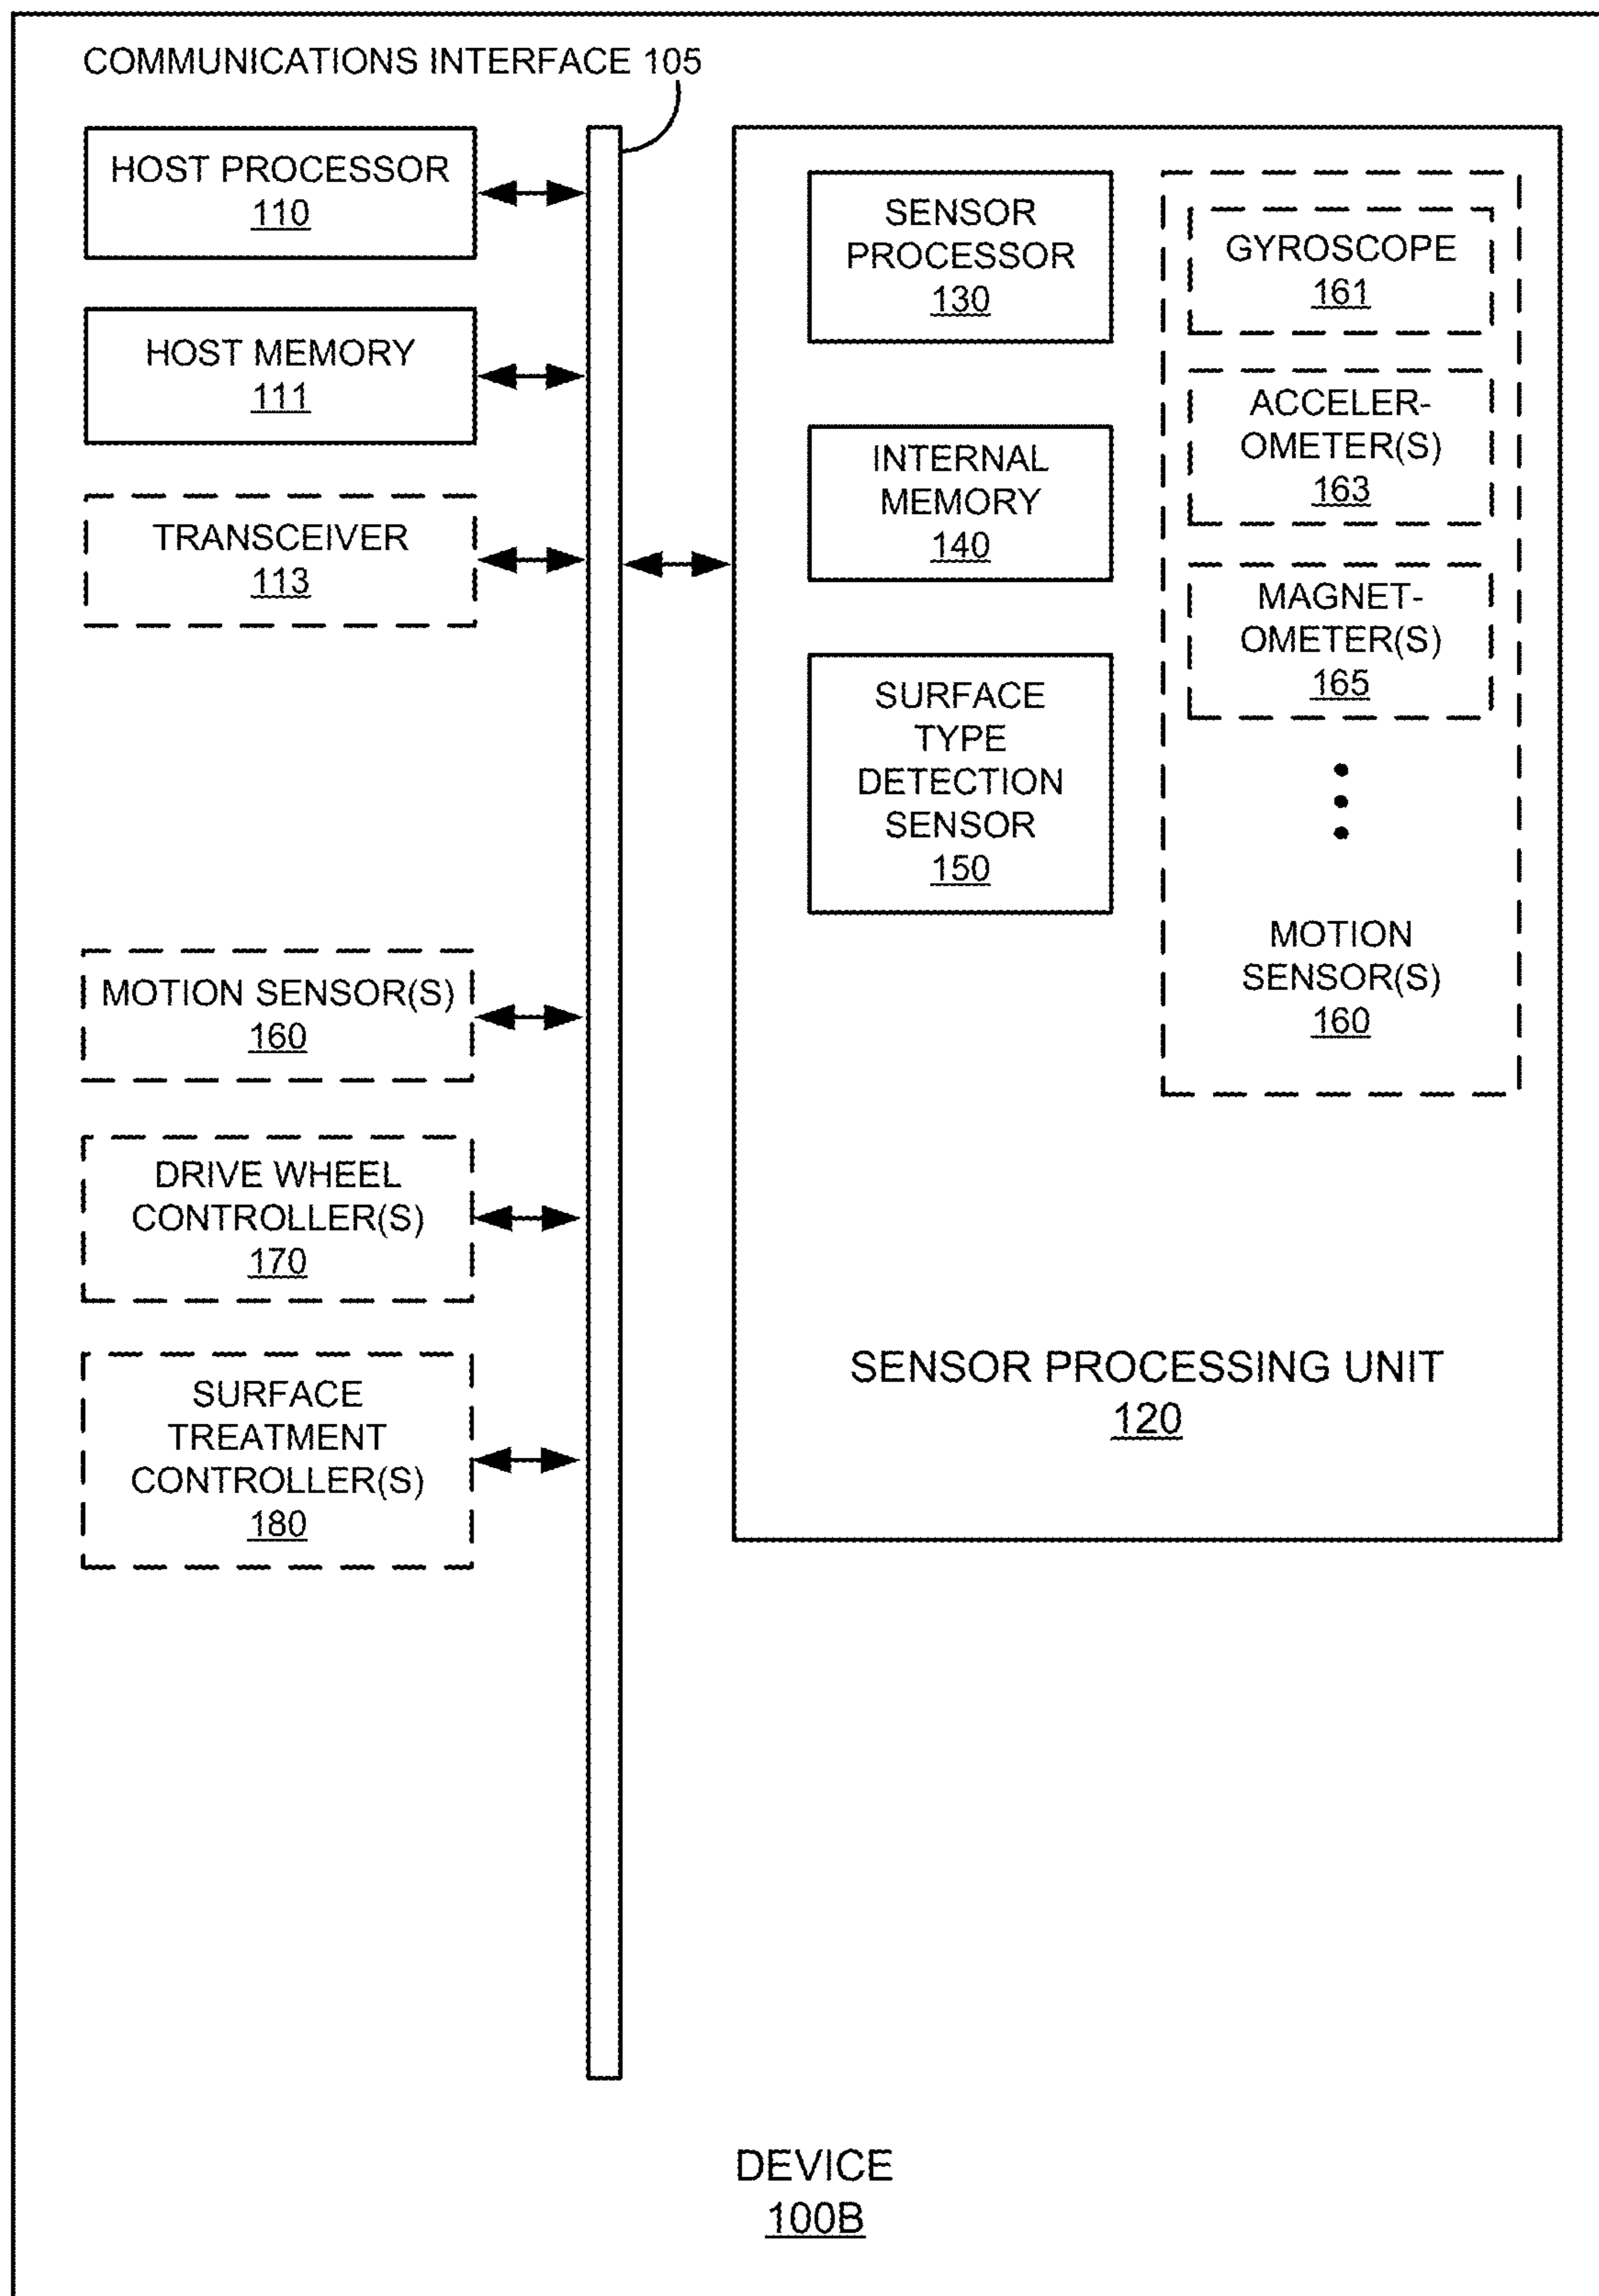 COMMUNICATIONS INTERFACE 105
HOST PROCESSOR
110
HOST MEMORY
111
TRANSCEIVER
113
MOTION SENSOR(S)
160
DRIVE WHEEL
CONTROLLER(S)
170
SURFACE
TREATMENT
CONTROLLER(S)
180
SENSOR
PROCESSOR
130
INTERNAL
MEMORY
140
SURFACE
TYPE
DETECTION
SENSOR
150
GYROSCOPE
161
ACCELER-
OMETER(S)
163
MAGNET-
OMETER(S)
165
MOTION
SENSOR(S)
160
SENSOR PROCESSING UNIT
120
DEVICE
100B